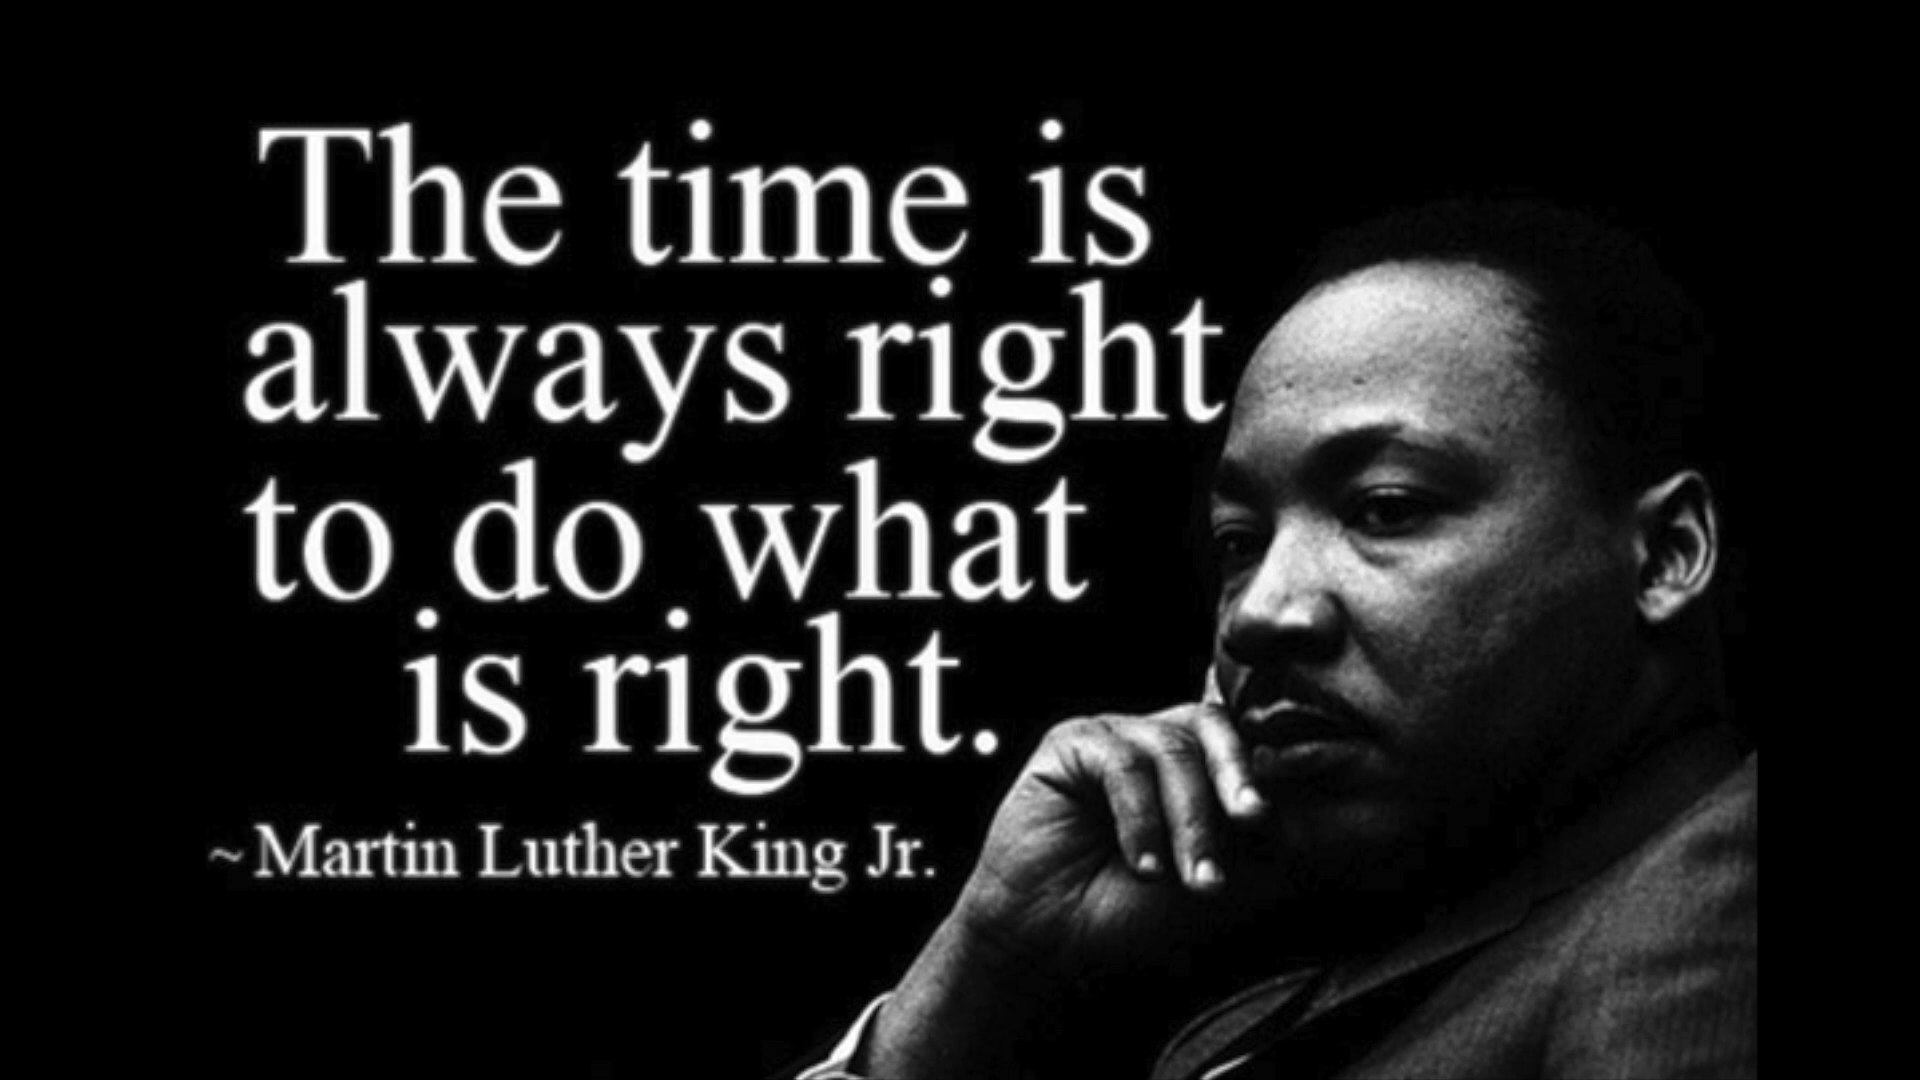 The time is
always right
to do what
is right.
~Martin Luther King Jr.